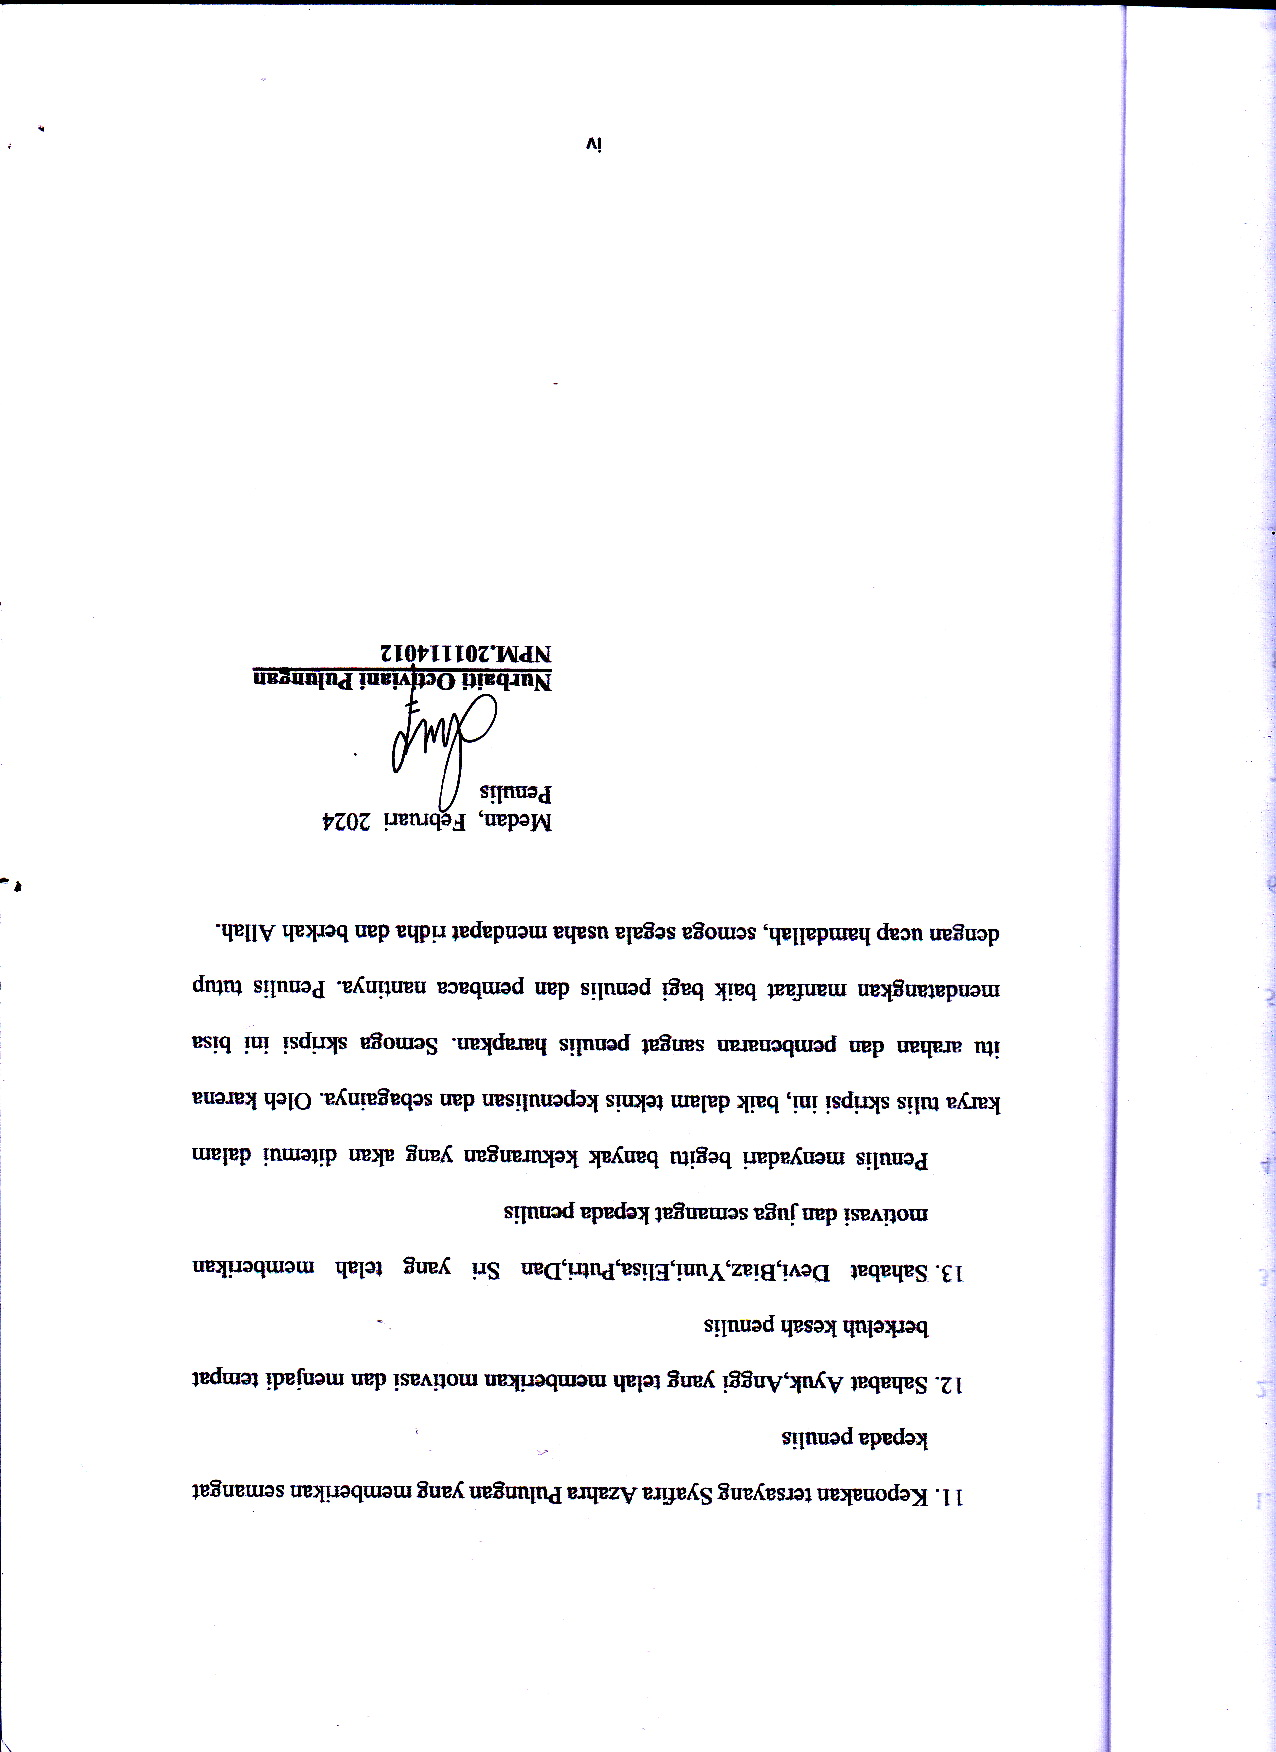 11. Keponakan tersayang Syafira Azahra Pulungan yang memberikan semangat
kepada penulis
12. Sahabat Ayuk,Anggi yang telah memberikan motivasi dan menjadi tempat
berkeluh kesah penulis
13. Sahabat Devi,Biaz,Yuni,Elisa,Putri,Dan Sri yang telah memberikan
motivasi dan juga semangat kepada penulis
Penulis menyadari begitu banyak kekurangan yang akan ditemui dalam
karya tulis skripsi ini, baik dalam teknis kepenulisan dan sebagainya. Oleh karena
itu arahan dan pembenaran sangat penulis harapkan. Semoga skripsi ini bisa
mendatangkan manfaat baik bagi penulis dan pembaca nantinya. Penulis tutup
dengan ucap hamdallah, semoga segala usaha mendapat ridha dan berkah Allah.
Medan, Februari 2024
Penulis
Nurbaiti Octiviani Pulungan
NPM.201114012
iv